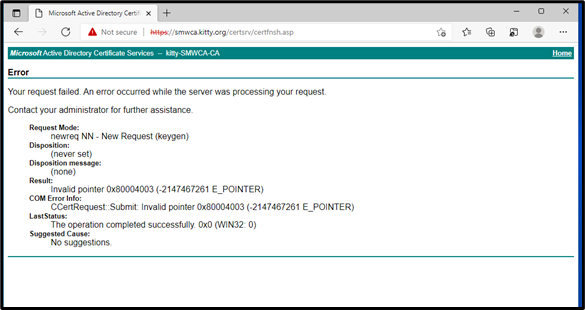 Microsoft Active Directory Certif
Not secure
https://smwca.kitty.org/certsrv/certfnsh.asp
Microsoft Active Directory Certificate Services -- kitty-SMWCA-CA
Home
Error
Your request failed. An error occurred while the server was processing your request.
Contact your administrator for further assistance.
Request Mode:
newreq NN - New Request (keygen)
Disposition:
(never set)
Disposition message:
(none)
Result:
Invalid pointer 0x80004003 (-2147467261 E_POINTER)
COM Error Info:
CCertRequest::Submit: Invalid pointer 0x80004003 (-2147467261 E_POINTER)
LastStatus:
The operation completed successfully. 0x0 (WIN32: 0)
Suggested Cause:
No suggestions.